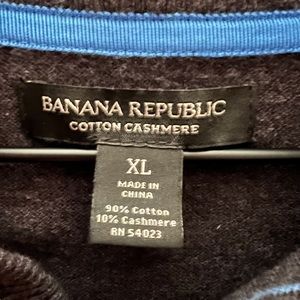 BANANA REPUBLIC
COTTON CASHMERE
XL
MADE IN
CHINA
90% Cotton
10% Cashmere
RN 54023